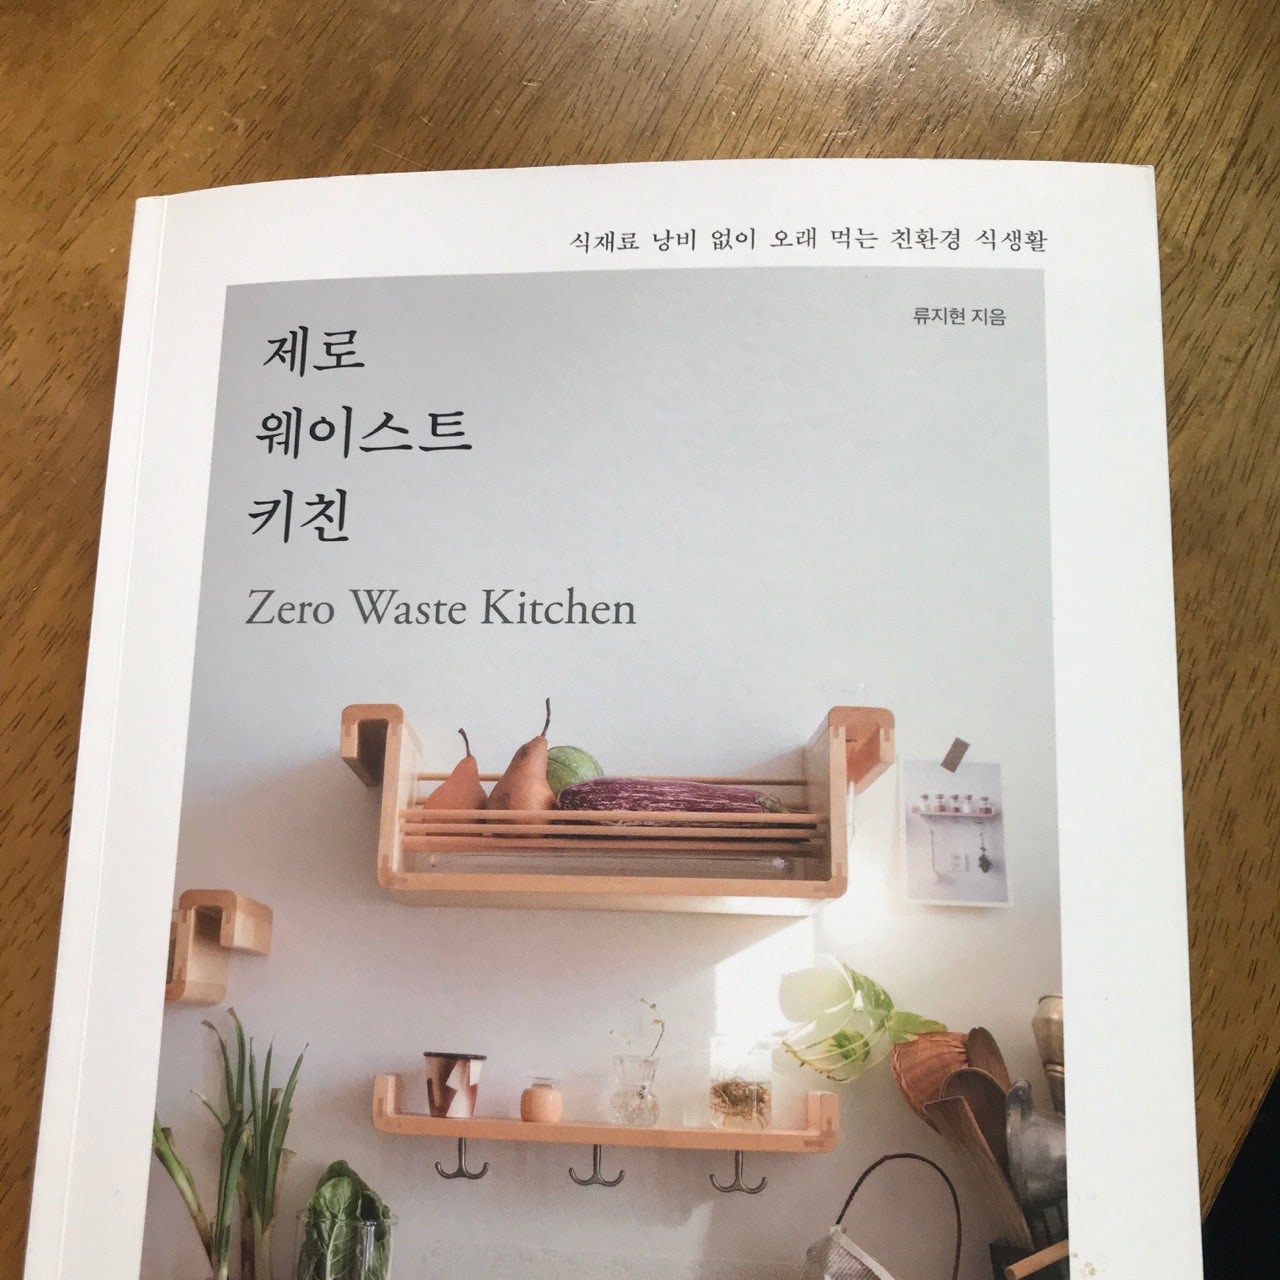 식재료 낭비 없이 오래 먹는 친환경 식생활
류지현 지음
제로
웨이스트
키친
Zero Waste Kitchen